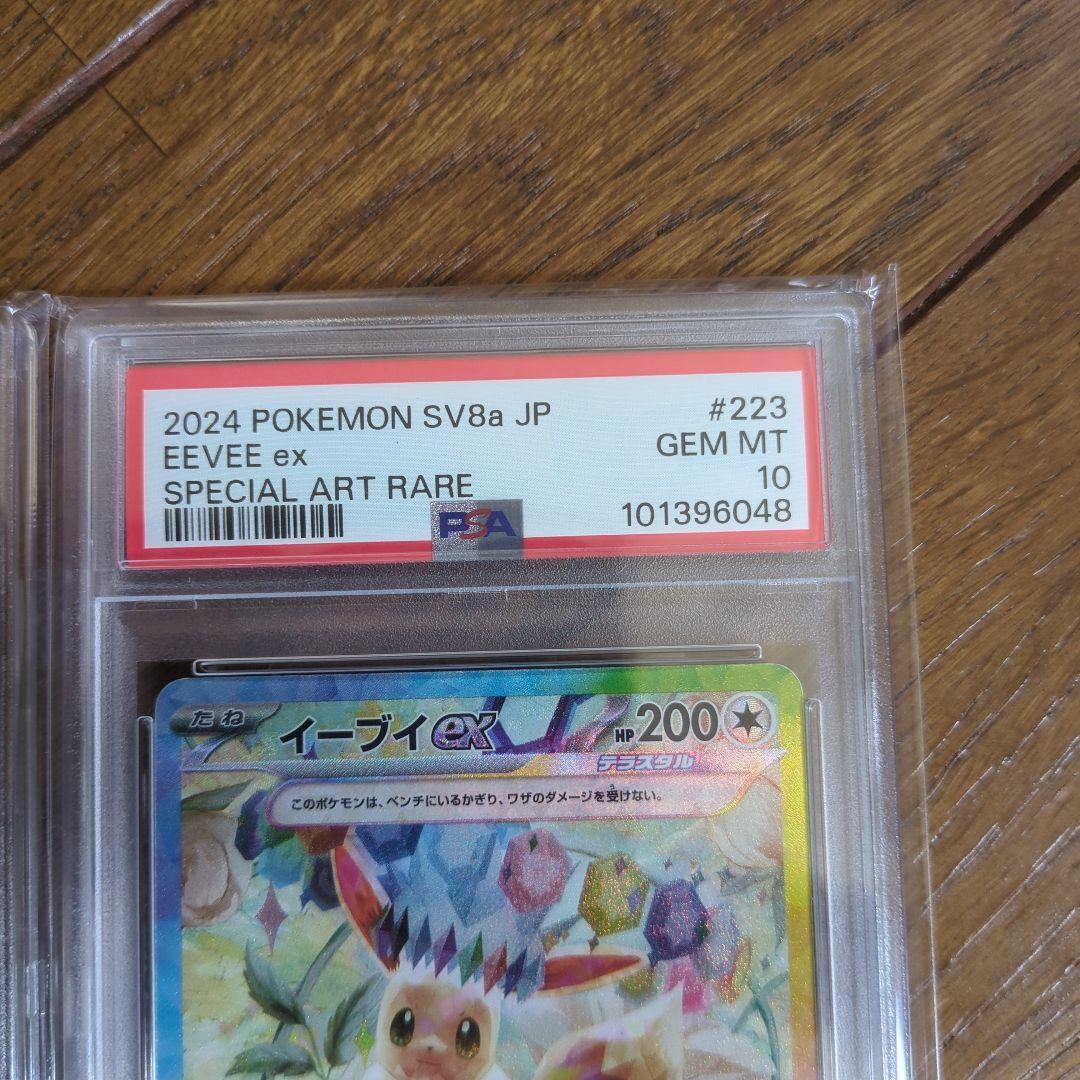 2024 POKEMON SV8a JP #223
EEVEE ex GEM MT
SPECIAL ART RARE 10
PSA 101396048
たね イーブイex HP 200
テラスタル
このポケモンは、ベンチにいるかぎり、ワザのダメージを受けない。